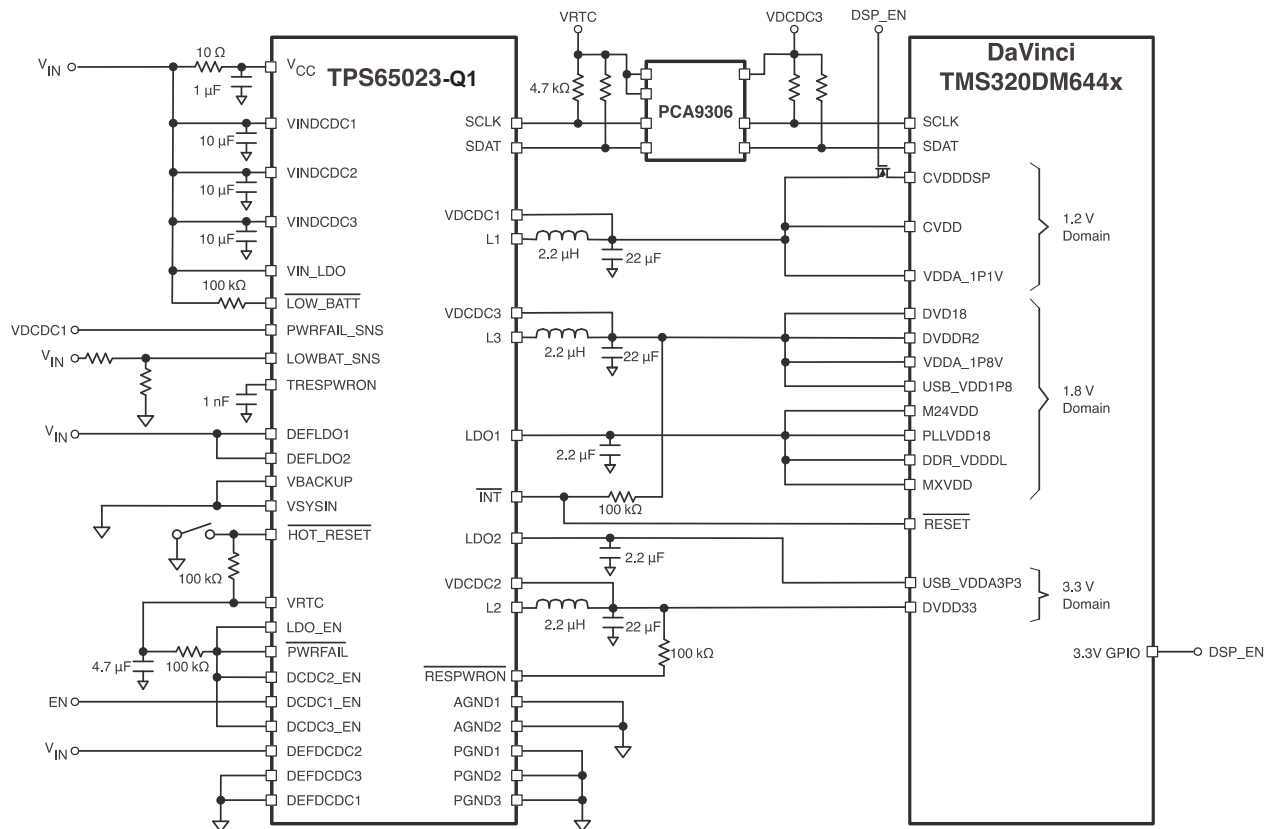 VRTC
VDCDC3
DSP_EN
DaVinci
TMS320DM644x
TPS65023-Q1
PCA9306
VIN
10 Ω
1 µF
VCC
10 µF
VINDCDC1
10 µF
VINDCDC2
10 µF
VINDCDC3
VIN_LDO
100 kΩ
LOW_BATT
VDCDC1
PWRFAIL_SNS
VIN
LOWBAT_SNS
TRESPWRON
1 nF
VIN
DEFLDO1
DEFLDO2
VBACKUP
VSYSIN
HOT_RESET
100 kΩ
VRTC
LDO_EN
PWRFAIL
4.7 µF
100 kΩ
DCDC2_EN
EN
DCDC1_EN
DCDC3_EN
VIN
DEFDCDC2
DEFDCDC3
DEFDCDC1
4.7 kΩ
SCLK
SDAT
VDCDC1
L1
2.2 µH
22 µF
VDCDC3
L3
2.2 µH
22 µF
LDO1
2.2 µF
INT
100 kΩ
LDO2
2.2 µF
VDCDC2
L2
2.2 µH
22 µF
100 kΩ
RESPWRON
AGND1
AGND2
PGND1
PGND2
PGND3
SCLK
SDAT
CVDDDSP
CVDD
VDDA_1P1V
1.2 V
Domain
DVD18
DVDDR2
VDDA_1P8V
USB_VDD1P8
M24VDD
PLLVDD18
DDR_VDDDL
MXVDD
1.8 V
Domain
RESET
USB_VDDA3P3
DVDD33
3.3 V
Domain
3.3V GPIO
DSP_EN